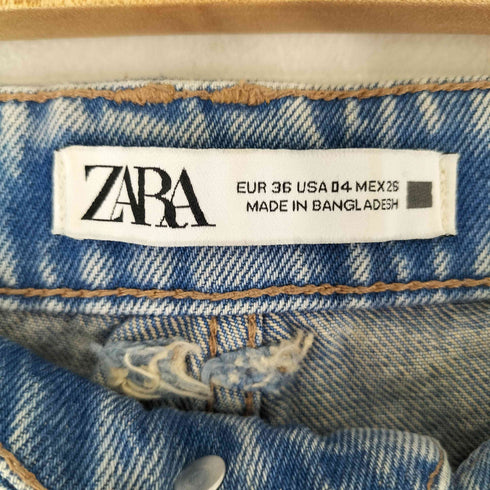 ZARA
EUR 36 USA 04 MEX 26
MADE IN BANGLADESH